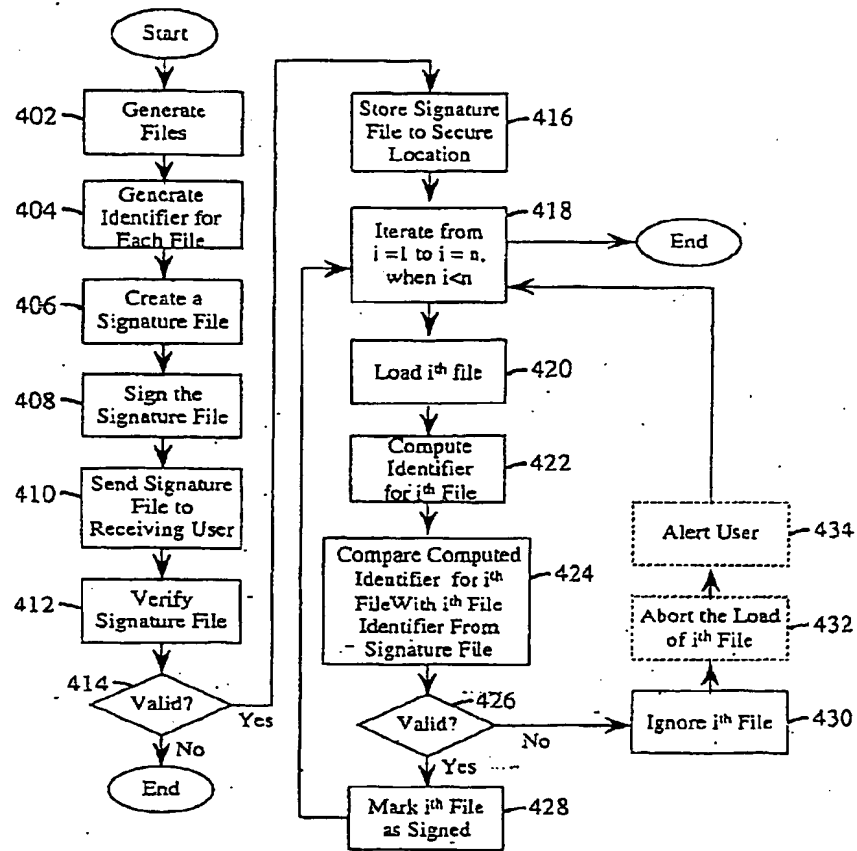 Start
402
Generate
Files
404
Generate
Identifier for
Each File
406
Create a
Signature File
408
Sign the
Signature File
410
Send Signature
File to
Receiving User
412
Verify
Signature File
414
Valid?
Yes
No
End
Store Signature
File to Secure
Location
416
418
Iterate from
i =1 to i = n,
when i<n
End
Load ith file
420
Compute
Identifier
for ith File
422
Compare Computed
Identifier for ith
FileWith ith File
Identifier From
Signature File
424
426
Valid?
No
Yes
Mark ith File
as Signed
428
Ignore ith File
430
Abort the Load
of ith File
432
Alert User
434